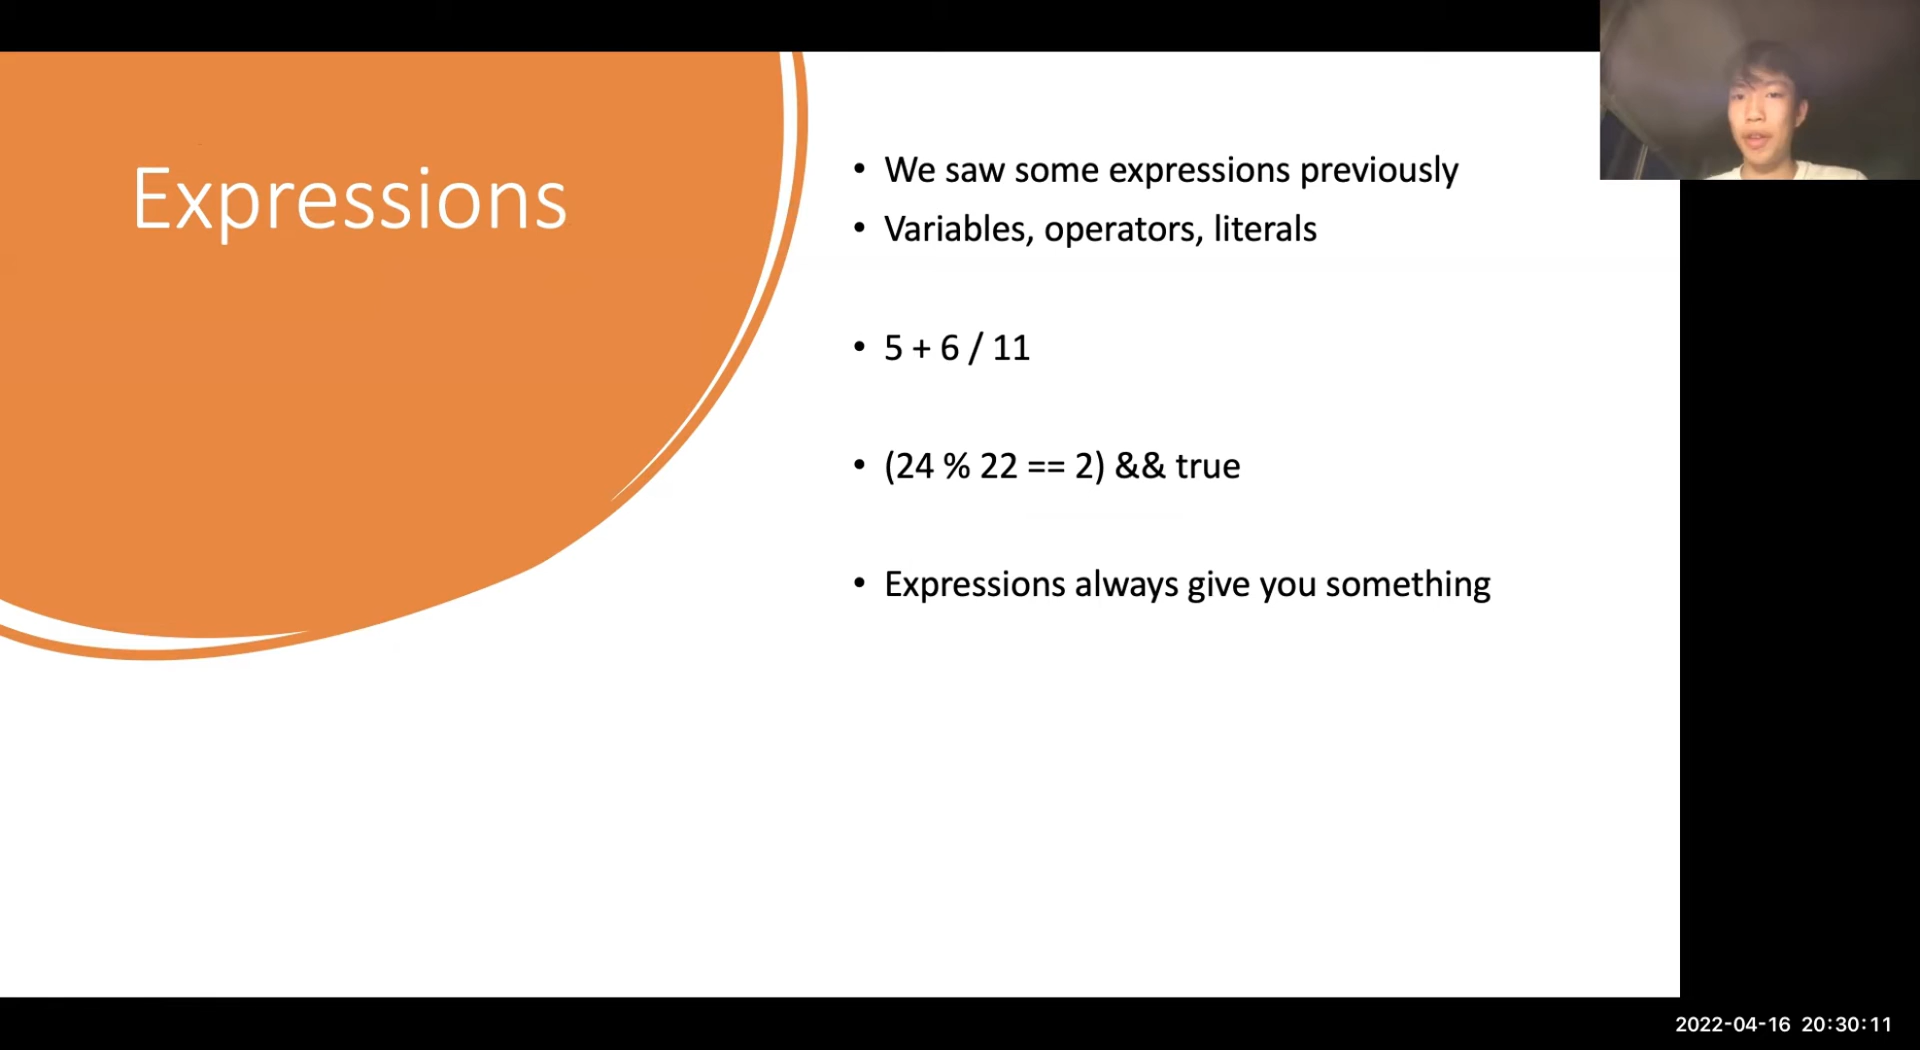 Expressions
• We saw some expressions previously
• Variables, operators, literals
• 5 + 6 / 11
• (24 % 22 == 2) && true
• Expressions always give you something
2022-04-16 20:30:11